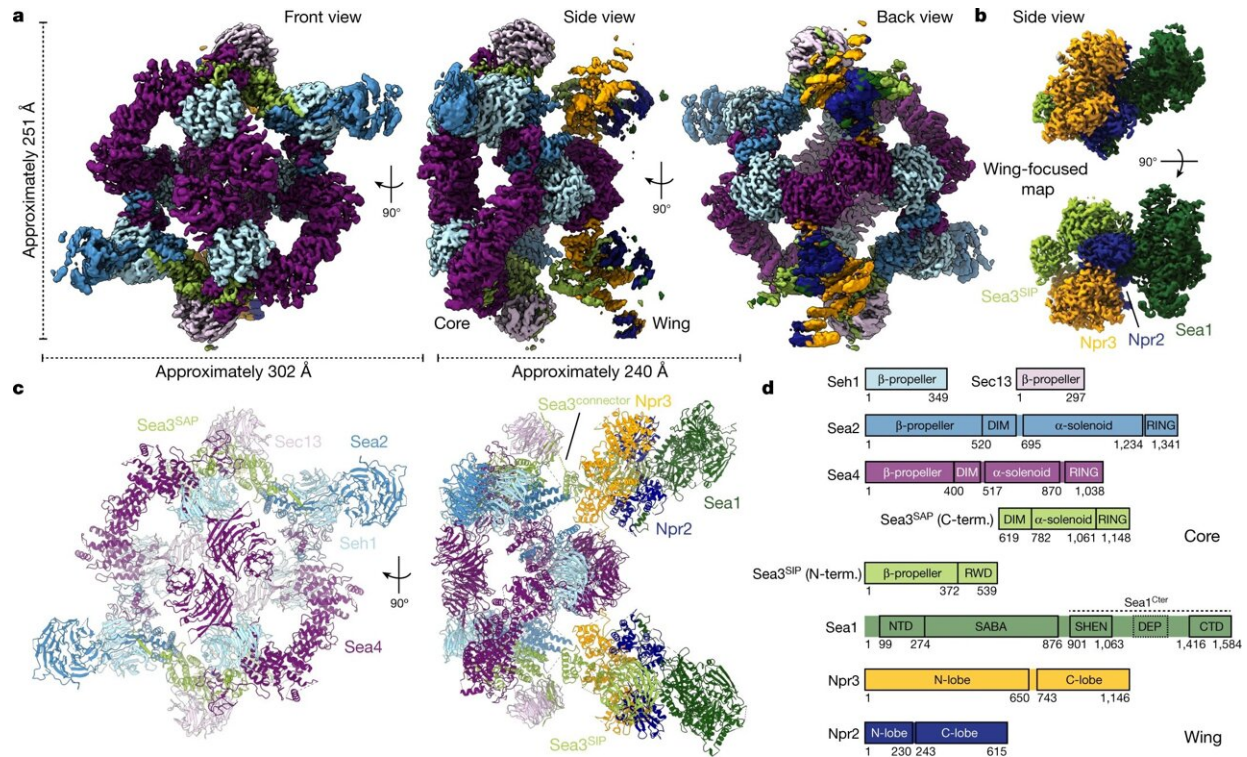 a
Front view
Side view
Back view
Approximately 251 Å
90°
90°
Core
Wing
Approximately 302 Å
Approximately 240 Å
b
Side view
Wing-focused
map
90°
Sea3SIP
Npr3
Npr2
Sea1
c
Sea3SAP
Sec13
Sea2
Seh1
Sea4
90°
Sea3connector
Npr3
Sea1
Npr2
Sea3SIP
d
Seh1 β-propeller
1 349
Sec13 β-propeller
1 297
Sea2 β-propeller DIM α-solenoid RING
1 520 695 1,234 1,341
Sea4 β-propeller DIM α-solenoid RING
1 400 517 870 1,038
Sea3SAP (C-term.) DIM α-solenoid RING
619 782 1,061 1,148
Core
Sea3SIP (N-term.) β-propeller RWD
1 372 539
Sea1Cter
Sea1 NTD SABA SHEN DEP CTD
1 99 274 876 901 1,063 1,416 1,584
Npr3 N-lobe C-lobe
1 650 743 1,146
Npr2 N-lobe C-lobe
1 230 243 615
Wing